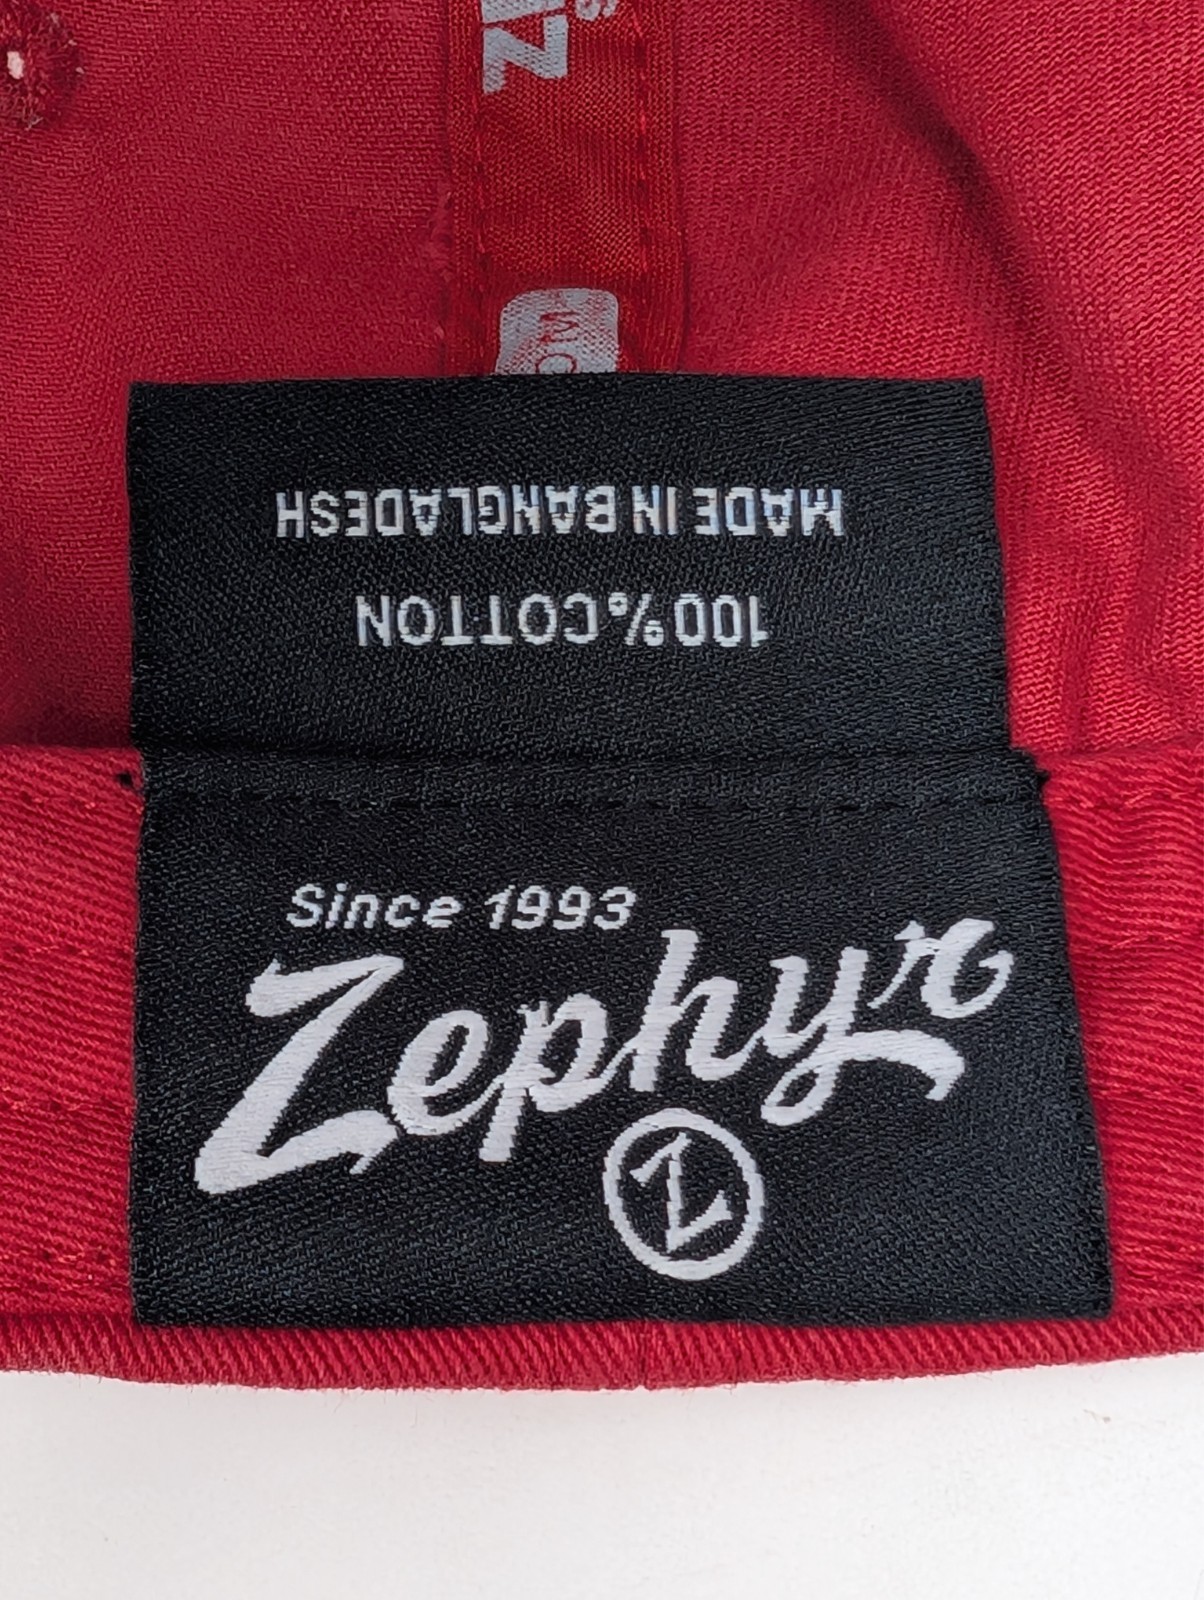 MADE IN BANGLADESH
100% COTTON
Since 1993
Zephyr
Z